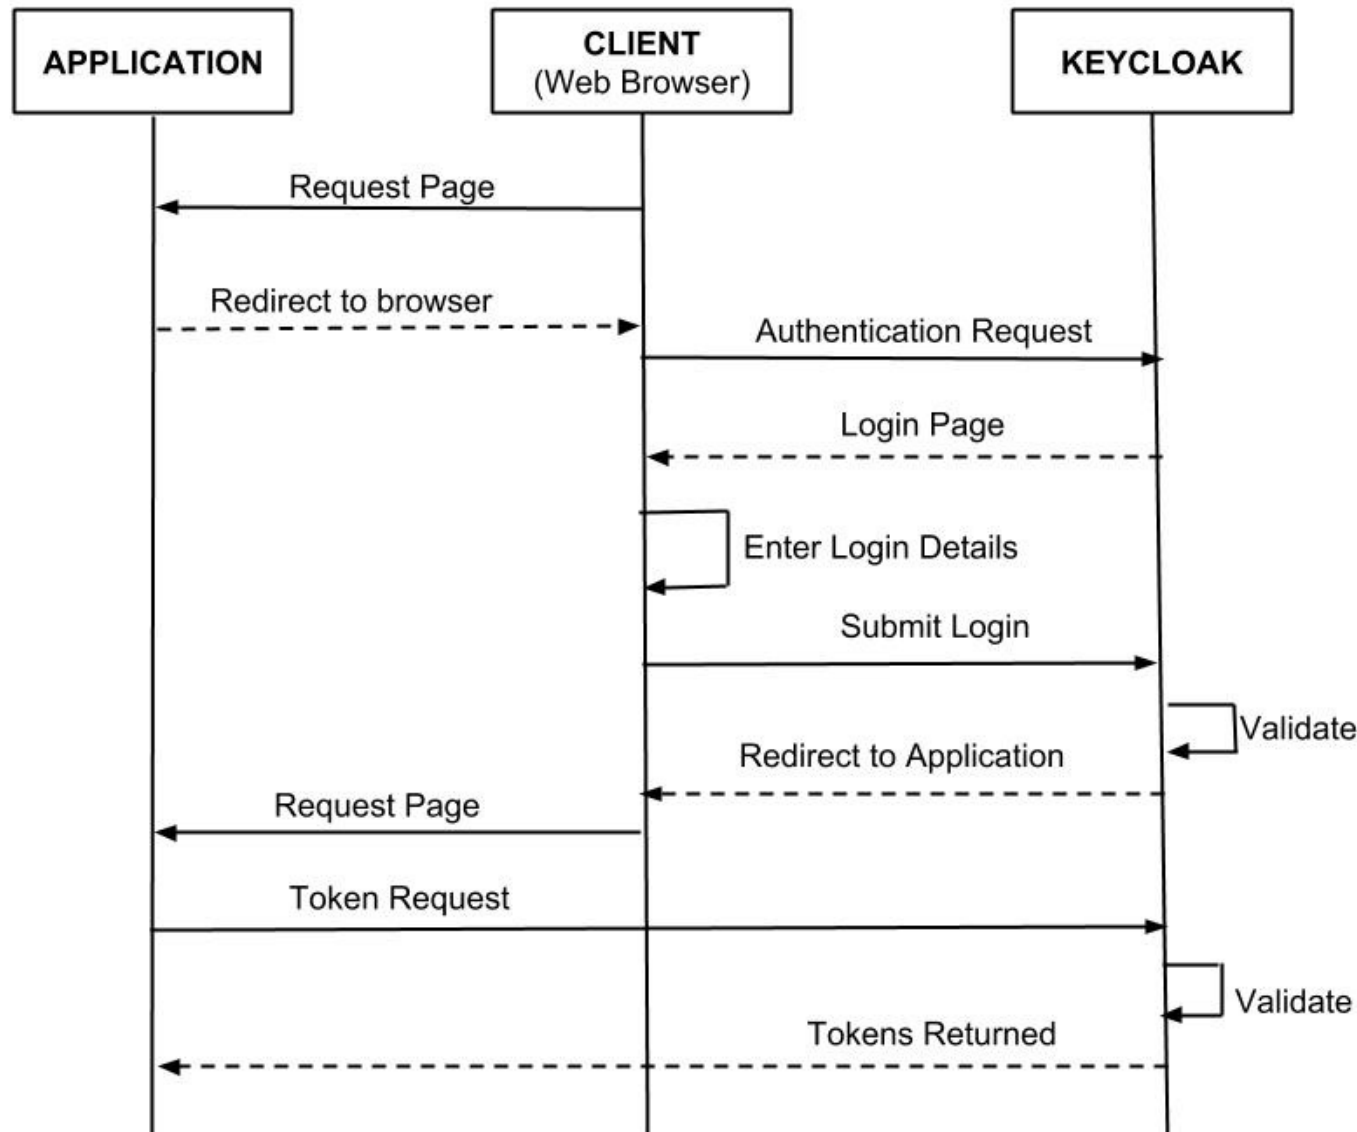 APPLICATION
CLIENT
(Web Browser)
KEYCLOAK
Request Page
Redirect to browser
Authentication Request
Login Page
Enter Login Details
Submit Login
Validate
Redirect to Application
Request Page
Token Request
Validate
Tokens Returned